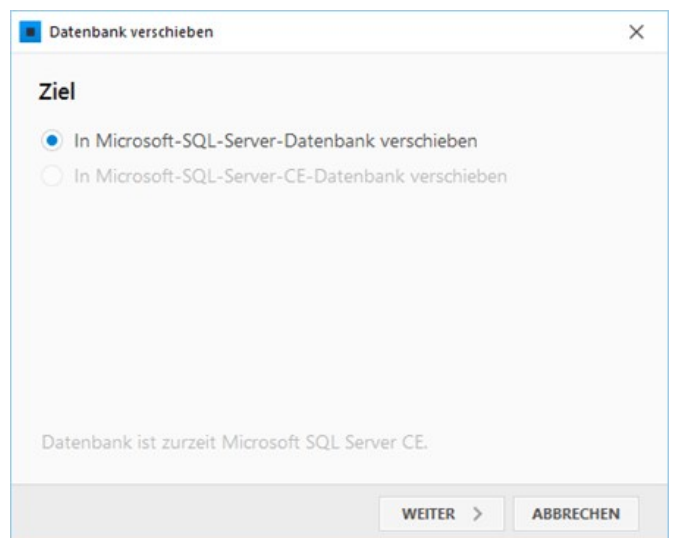 Datenbank verschieben
Ziel
In Microsoft-SQL-Server-Datenbank verschieben
In Microsoft-SQL-Server-CE-Datenbank verschieben
Datenbank ist zurzeit Microsoft SQL Server CE.
WEITER
ABBRECHEN